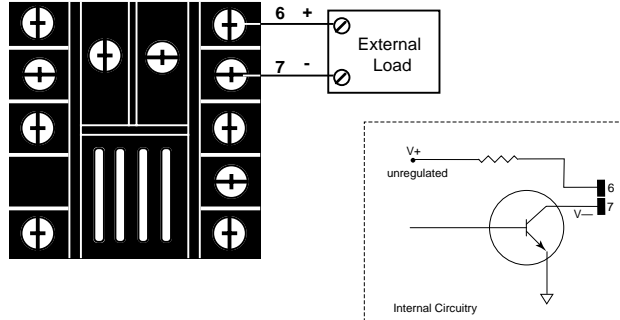 6 +
External
Load
7 -
V+
unregulated
6
7
V—
Internal Circuitry